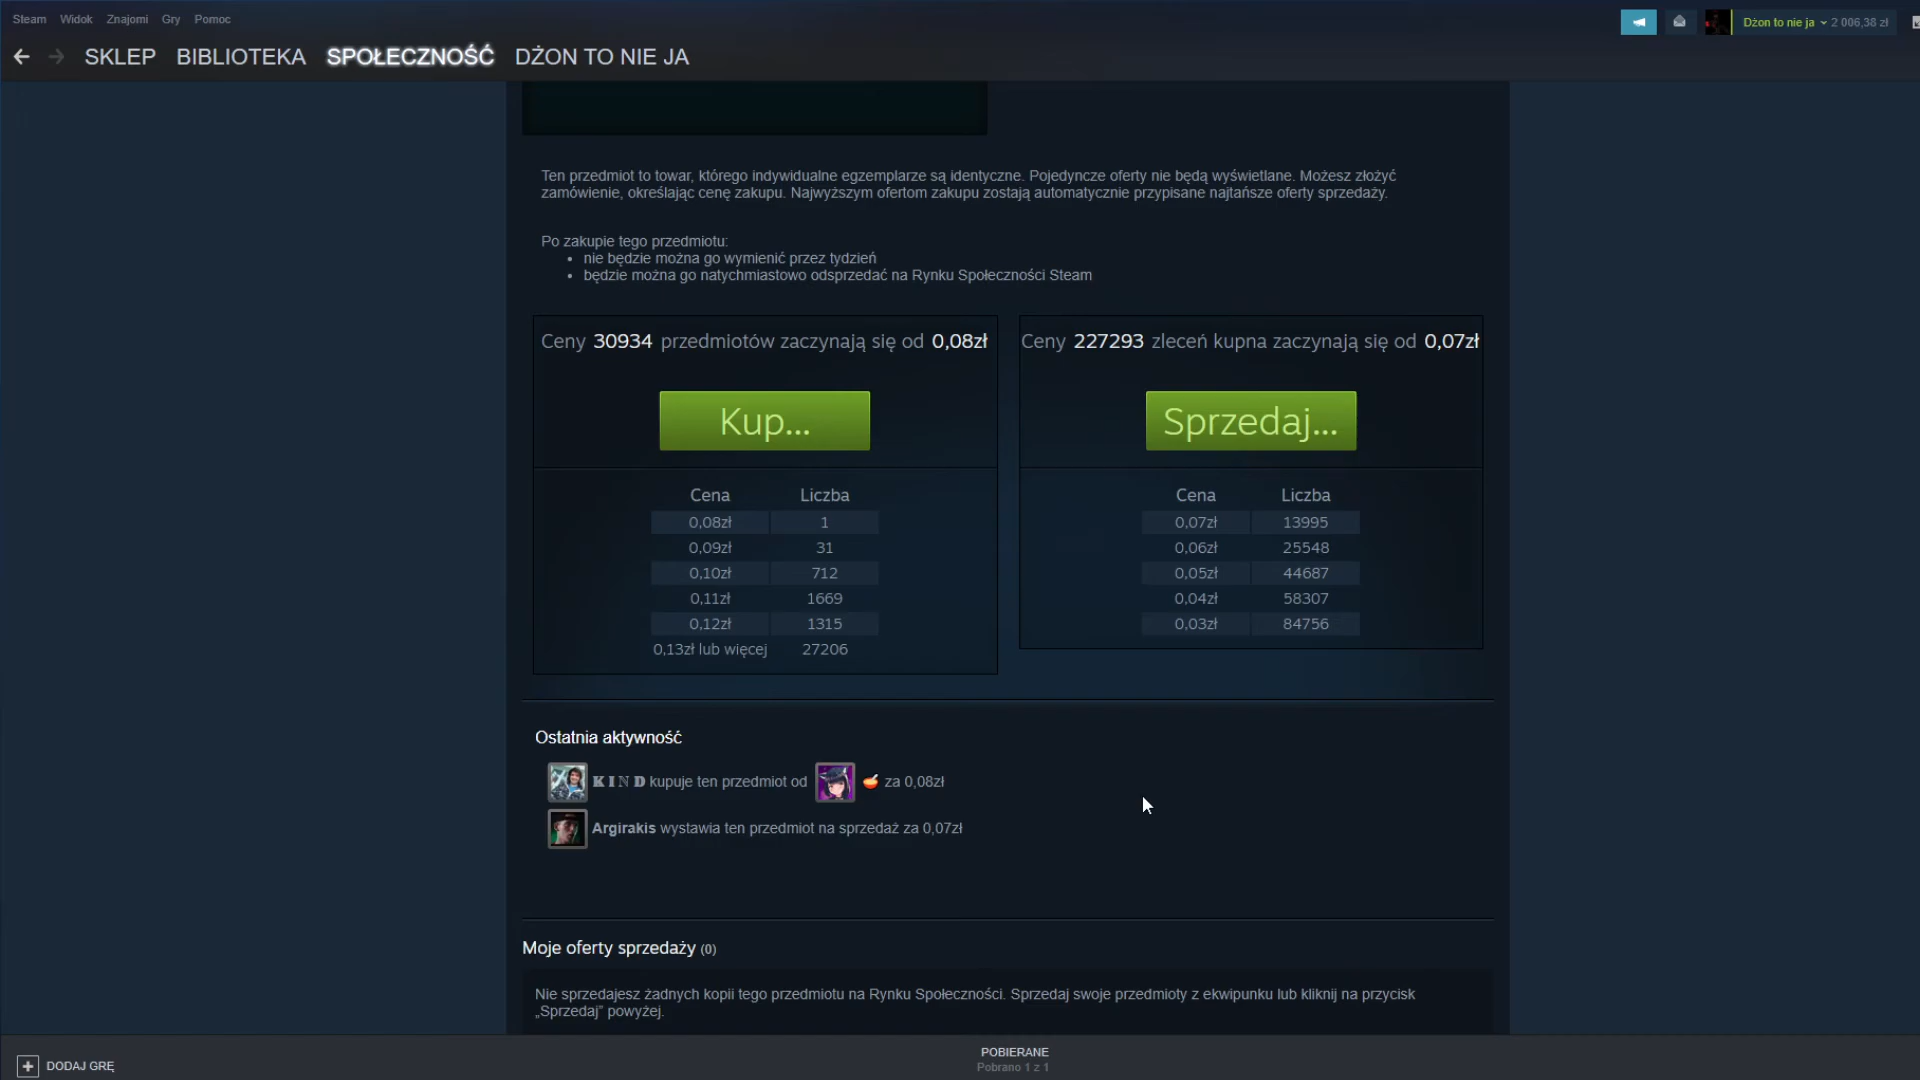 Steam Widok Znajomi Gry Pomoc
Dżon to nie ja 2 006,38 zł
SKLEP BIBLIOTEKA SPOŁECZNOŚĆ DŻON TO NIE JA
Ten przedmiot to towar, którego indywidualne egzemplarze są identyczne. Pojedyncze oferty nie będą wyświetlane. Możesz złożyć
zamówienie, określając cenę zakupu. Najwyższym ofertom zakupu zostają automatycznie przypisane najtańsze oferty sprzedaży.
Po zakupie tego przedmiotu:
• nie będzie można go wymienić przez tydzień
• będzie można go natychmiastowo odsprzedać na Rynku Społeczności Steam
Ceny 30934 przedmiotów zaczynają się od 0,08zł
Kup...
Cena Liczba
0,08zł 1
0,09zł 31
0,10zł 712
0,11zł 1669
0,12zł 1315
0,13zł lub więcej 27206
Ceny 227293 zleceń kupna zaczynają się od 0,07zł
Sprzedaj...
Cena Liczba
0,07zł 13995
0,06zł 25548
0,05zł 44687
0,04zł 58307
0,03zł 84756
Ostatnia aktywność
𝐊 𝐈 ℕ 𝐃 kupuje ten przedmiot od 🥣 za 0,08zł
Argirakis wystawia ten przedmiot na sprzedaż za 0,07zł
Moje oferty sprzedaży (0)
Nie sprzedajesz żadnych kopii tego przedmiotu na Rynku Społeczności. Sprzedaj swoje przedmioty z ekwipunku lub kliknij na przycisk
„Sprzedaj” powyżej.
DODAJ GRĘ
POBIERANE
Pobrano 1 z 1